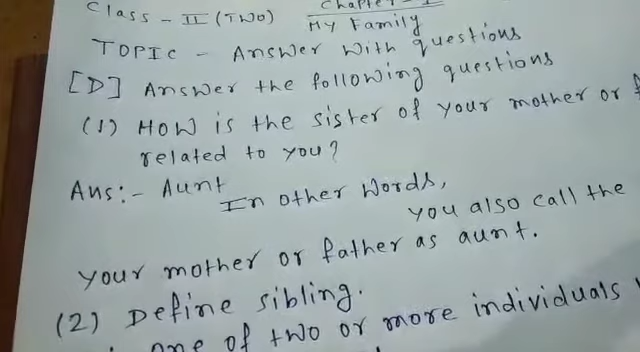 Class - II (Two)
Chapter -
My Family
TOPIC - Answer with questions
[D] Answer the following questions
(1) How is the sister of your mother or
related to you?
Ans:- Aunt
In other words,
you also call the
your mother or father as aunt.
(2) Define sibling.
one of two or more individuals